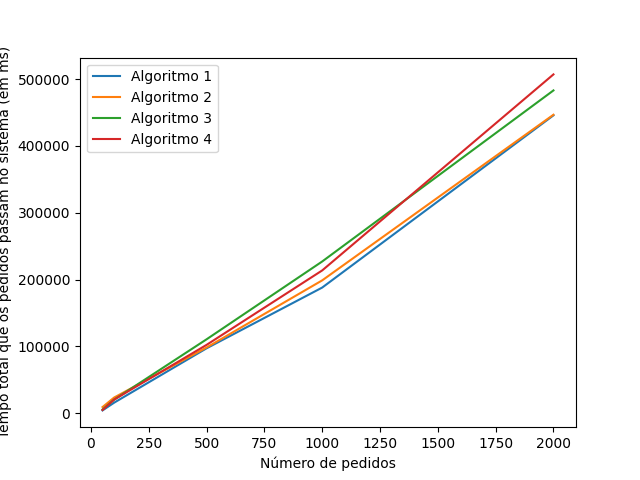 Tempo total que os pedidos passam no sistema (em ms)
500000
400000
300000
200000
100000
0
Algoritmo 1
Algoritmo 2
Algoritmo 3
Algoritmo 4
0 250 500 750 1000 1250 1500 1750 2000
Número de pedidos